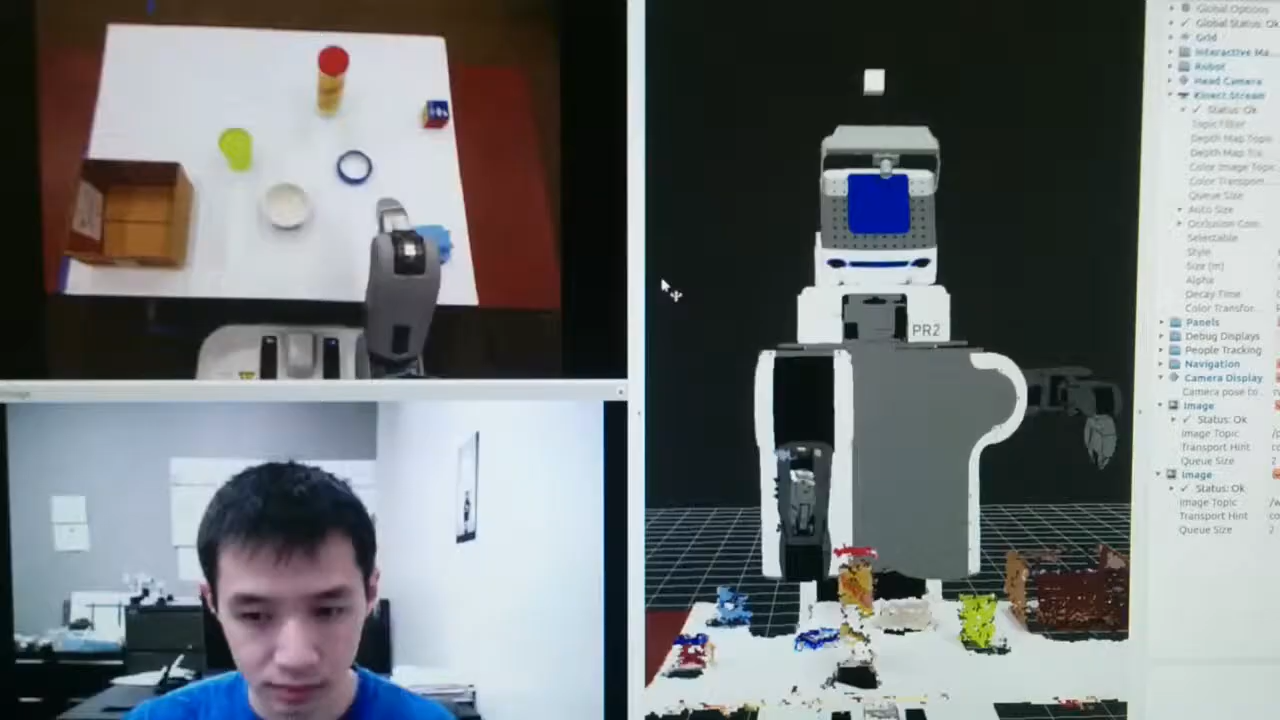 PR2
Global Options
Global Status: Ok
Grid
Interactive Ma...
Robot
Head Camera
Kinect Stream
Status: Ok
Topic Filter
Depth Map Topic
Depth Map Tra...
Color Image Topic
Color Transport...
Queue Size
Auto Size
Occlusion Com...
Selectable
Style
Size (m)
Alpha
Decay Time
Color Transfor...
Panels
Debug Displays
People Tracking
Navigation
Camera Display
Camera pose to...
Image
Status: Ok
Image Topic
Transport Hint
Queue Size 2
Image
Status: Ok
Image Topic
Transport Hint
Queue Size 2